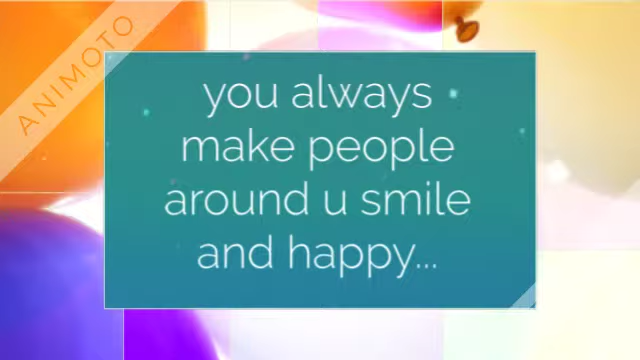 ANIMOTO
you always
make people
around u smile
and happy...